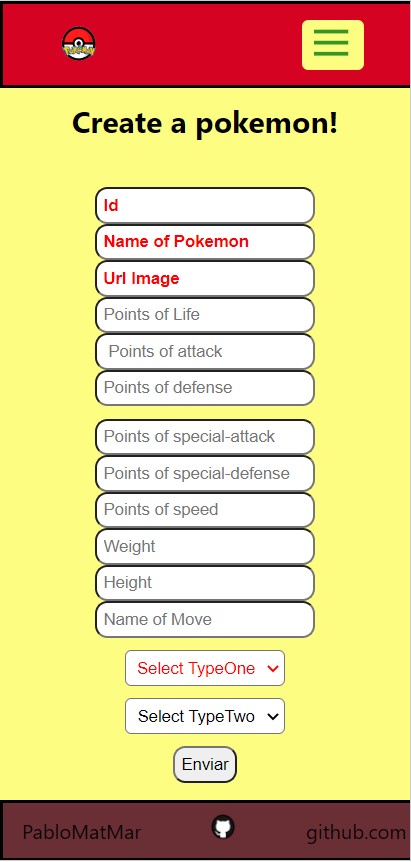 Create a pokemon!
Id
Name of Pokemon
Url Image
Points of Life
Points of attack
Points of defense
Points of special-attack
Points of special-defense
Points of speed
Weight
Height
Name of Move
Select TypeOne
Select TypeTwo
Enviar
PabloMatMar
github.com